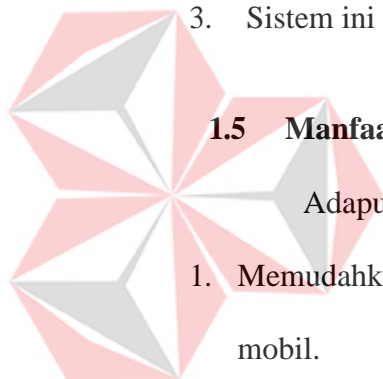 3. Sistem ini
1.5 Manfaa
Adapu
1. Memudahk
mobil.